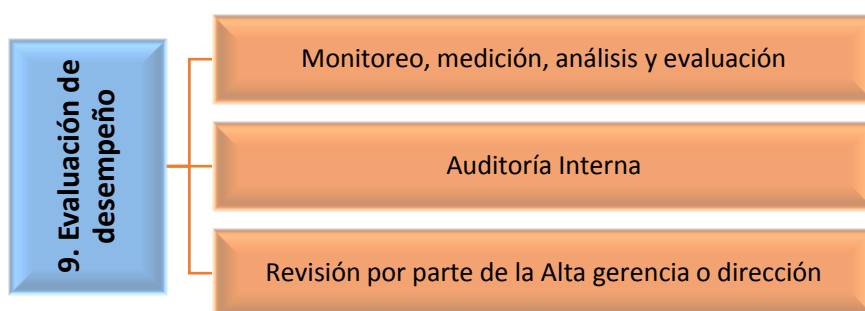 9. Evaluación de
desempeño
Monitoreo, medición, análisis y evaluación
Auditoría Interna
Revisión por parte de la Alta gerencia o dirección